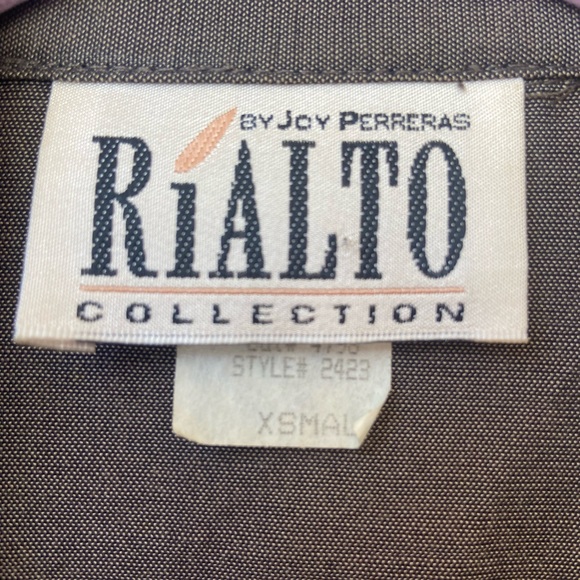 BY JOY PERRERAS
RiALTO
COLLECTION
STYLE# 2423
XSMAL